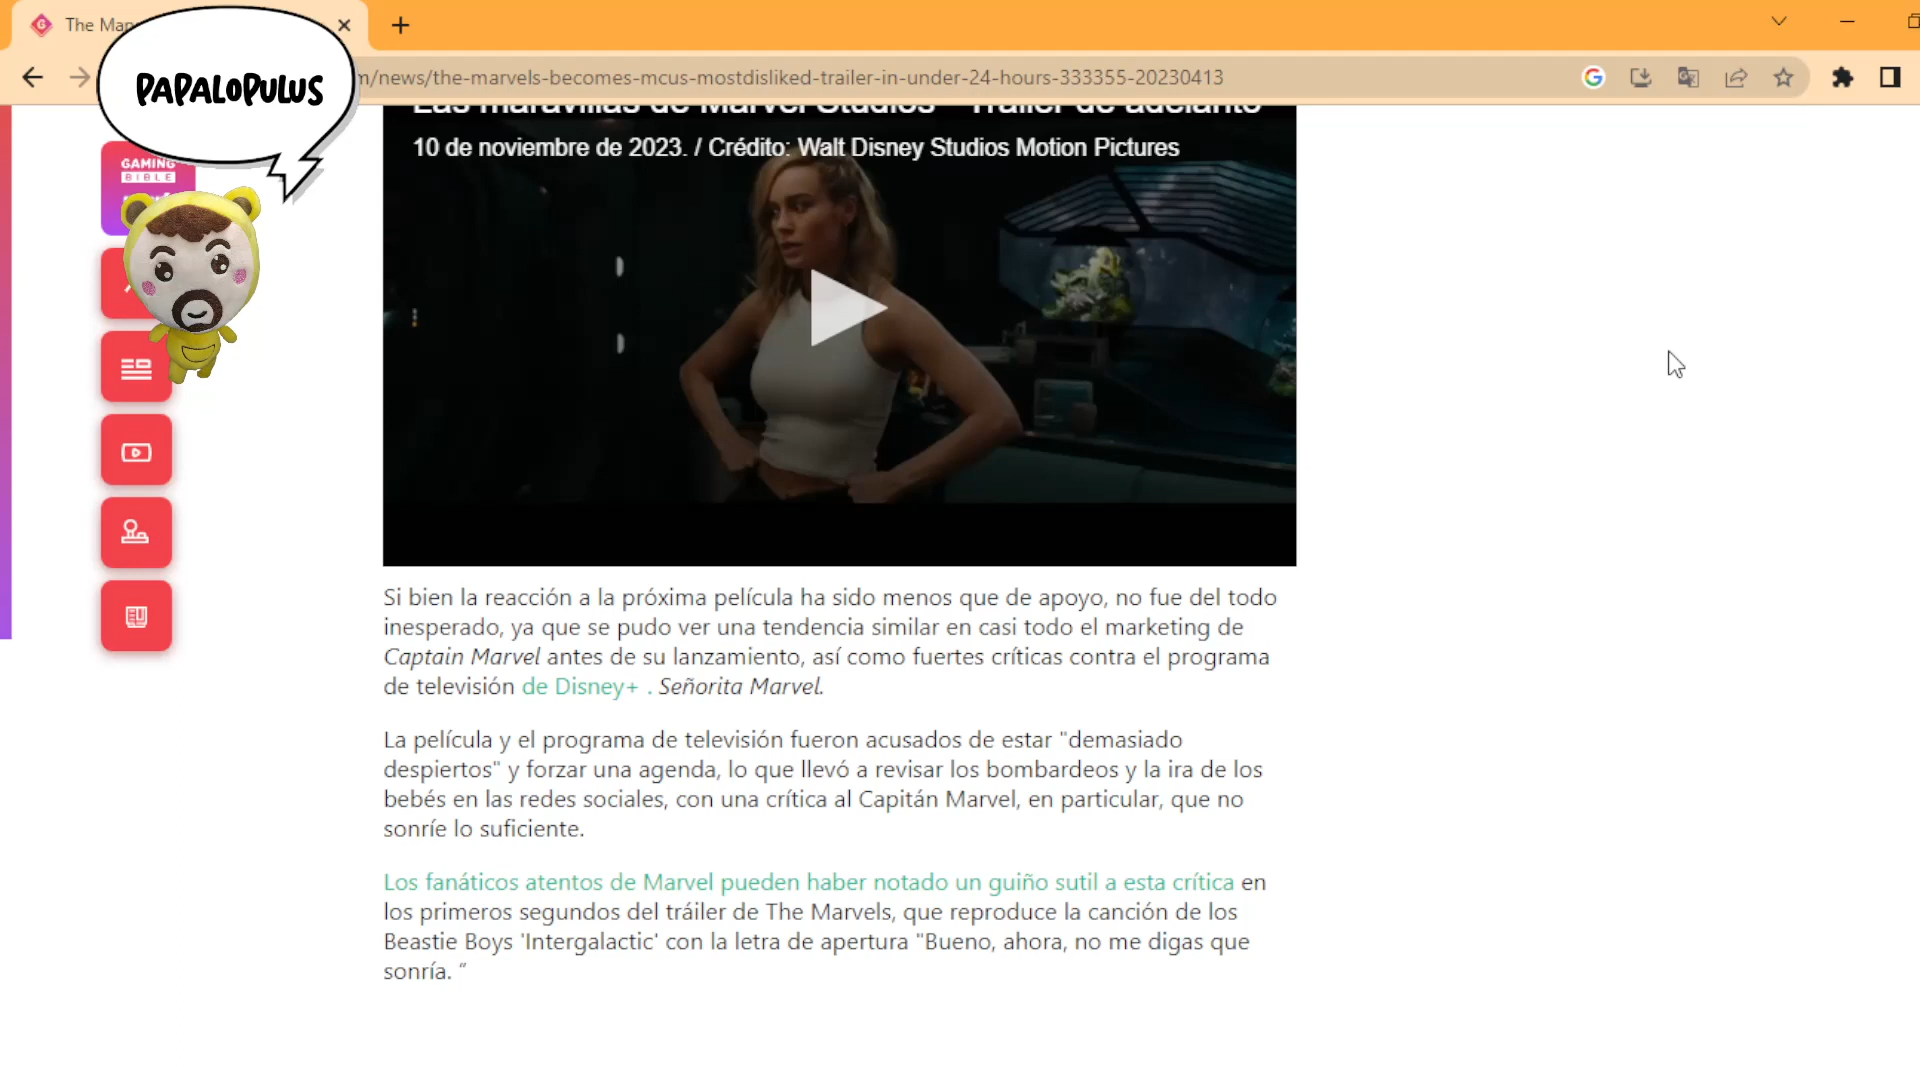 The Mar
PAPALOPULUS
m/news/the-marvels-becomes-mcus-mostdisliked-trailer-in-under-24-hours-333355-20230413
Las maravillas de Marvel Studios - Tráiler de adelanto
10 de noviembre de 2023. / Crédito: Walt Disney Studios Motion Pictures
GAMING
BIBLE
Si bien la reacción a la próxima película ha sido menos que de apoyo, no fue del todo
inesperado, ya que se pudo ver una tendencia similar en casi todo el marketing de
Captain Marvel antes de su lanzamiento, así como fuertes críticas contra el programa
de televisión de Disney+ . Señorita Marvel.
La película y el programa de televisión fueron acusados de estar "demasiado
despiertos" y forzar una agenda, lo que llevó a revisar los bombardeos y la ira de los
bebés en las redes sociales, con una crítica al Capitán Marvel, en particular, que no
sonríe lo suficiente.
Los fanáticos atentos de Marvel pueden haber notado un guiño sutil a esta crítica en
los primeros segundos del tráiler de The Marvels, que reproduce la canción de los
Beastie Boys 'Intergalactic' con la letra de apertura "Bueno, ahora, no me digas que
sonría. “